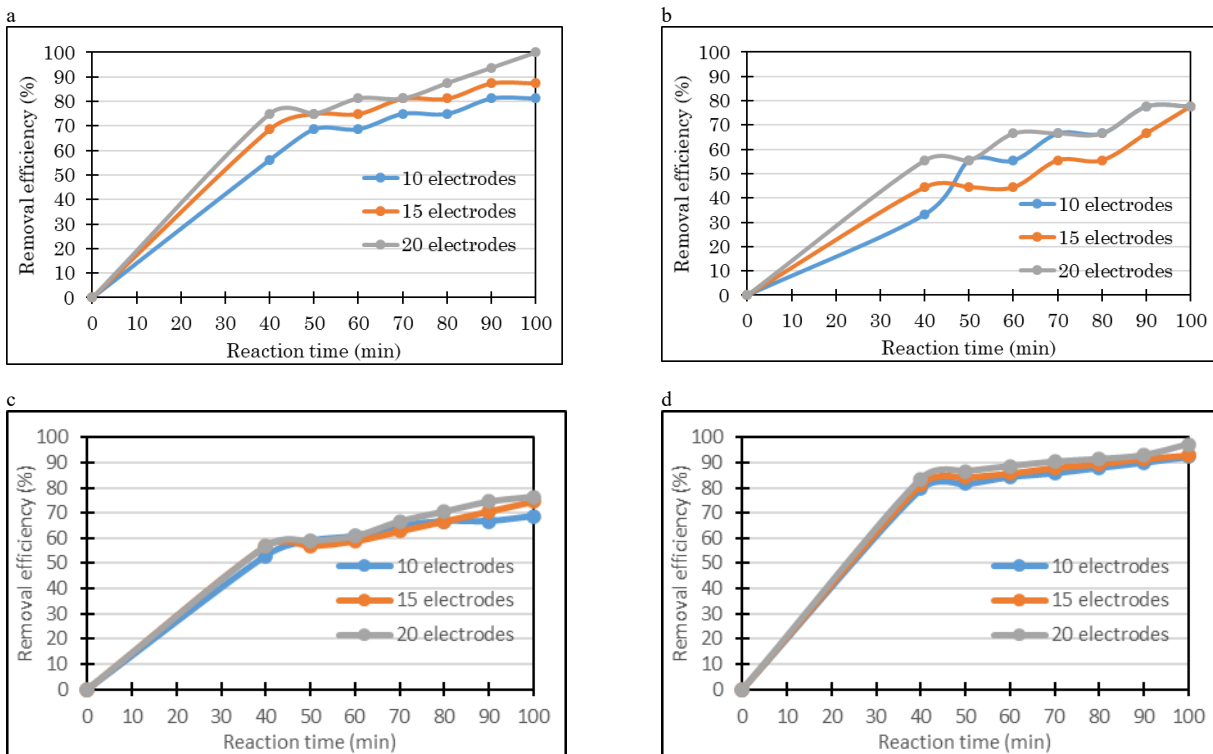 a
100
90
80
70
60
50
40
30
20
10
0
Removal efficiency (%)
10 electrodes
15 electrodes
20 electrodes
0 10 20 30 40 50 60 70 80 90 100
Reaction time (min)
b
100
90
80
70
60
50
40
30
20
10
0
Removal efficiency (%)
10 electrodes
15 electrodes
20 electrodes
0 10 20 30 40 50 60 70 80 90 100
Reaction time (min)
c
100
90
80
70
60
50
40
30
20
10
0
Removal efficiency (%)
10 electrodes
15 electrodes
20 electrodes
0 10 20 30 40 50 60 70 80 90 100
Reaction time (min)
d
100
90
80
70
60
50
40
30
20
10
0
Removal efficiency (%)
10 electrodes
15 electrodes
20 electrodes
0 10 20 30 40 50 60 70 80 90 100
Reaction time (min)